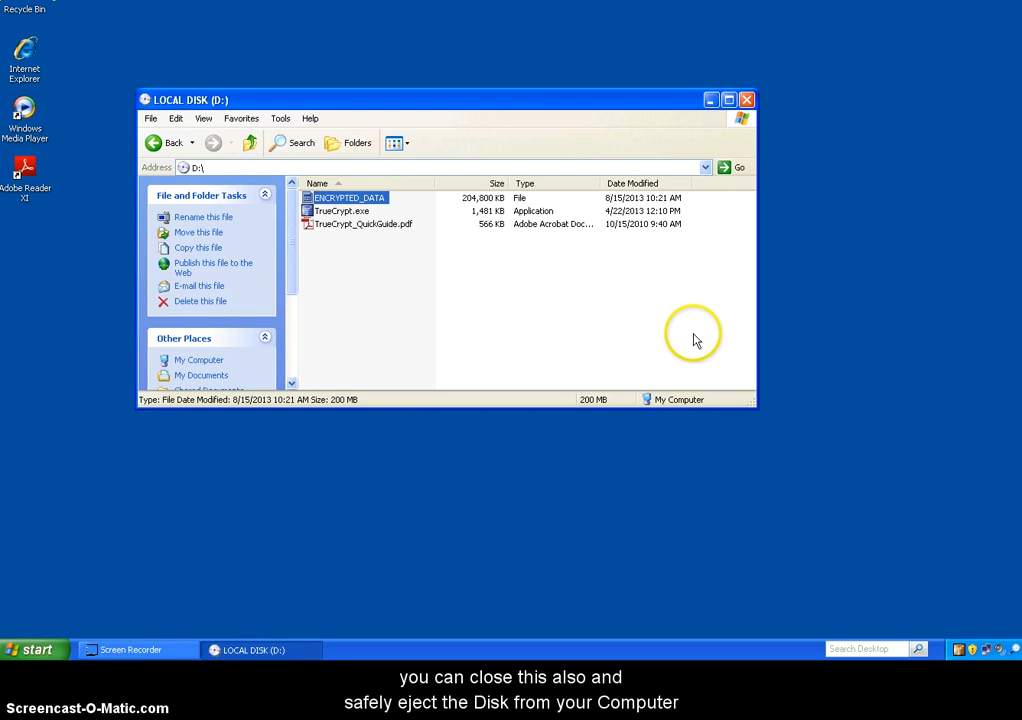 Recycle Bin
Internet
Explorer
Windows
Media Player
Adobe Reader
XI
LOCAL DISK (D:)
File Edit View Favorites Tools Help
Back Search Folders
Address D:\ Go
File and Folder Tasks
Rename this file
Move this file
Copy this file
Publish this file to the
Web
E-mail this file
Delete this file
Other Places
My Computer
My Documents
Shared Documents
Name Size Type Date Modified
ENCRYPTED_DATA 204,800 KB File 8/15/2013 10:21 AM
TrueCrypt.exe 1,481 KB Application 4/22/2013 12:10 PM
TrueCrypt_QuickGuide.pdf 566 KB Adobe Acrobat Doc... 10/15/2010 9:40 AM
Type: File Date Modified: 8/15/2013 10:21 AM Size: 200 MB 200 MB My Computer
start Screen Recorder LOCAL DISK (D:) Search Desktop
you can close this also and
safely eject the Disk from your Computer
Screencast-O-Matic.com